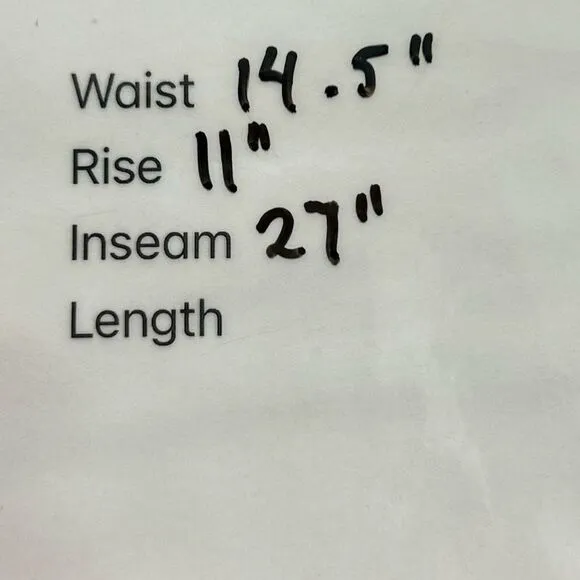 Waist 14.5"
Rise 11"
Inseam 27"
Length